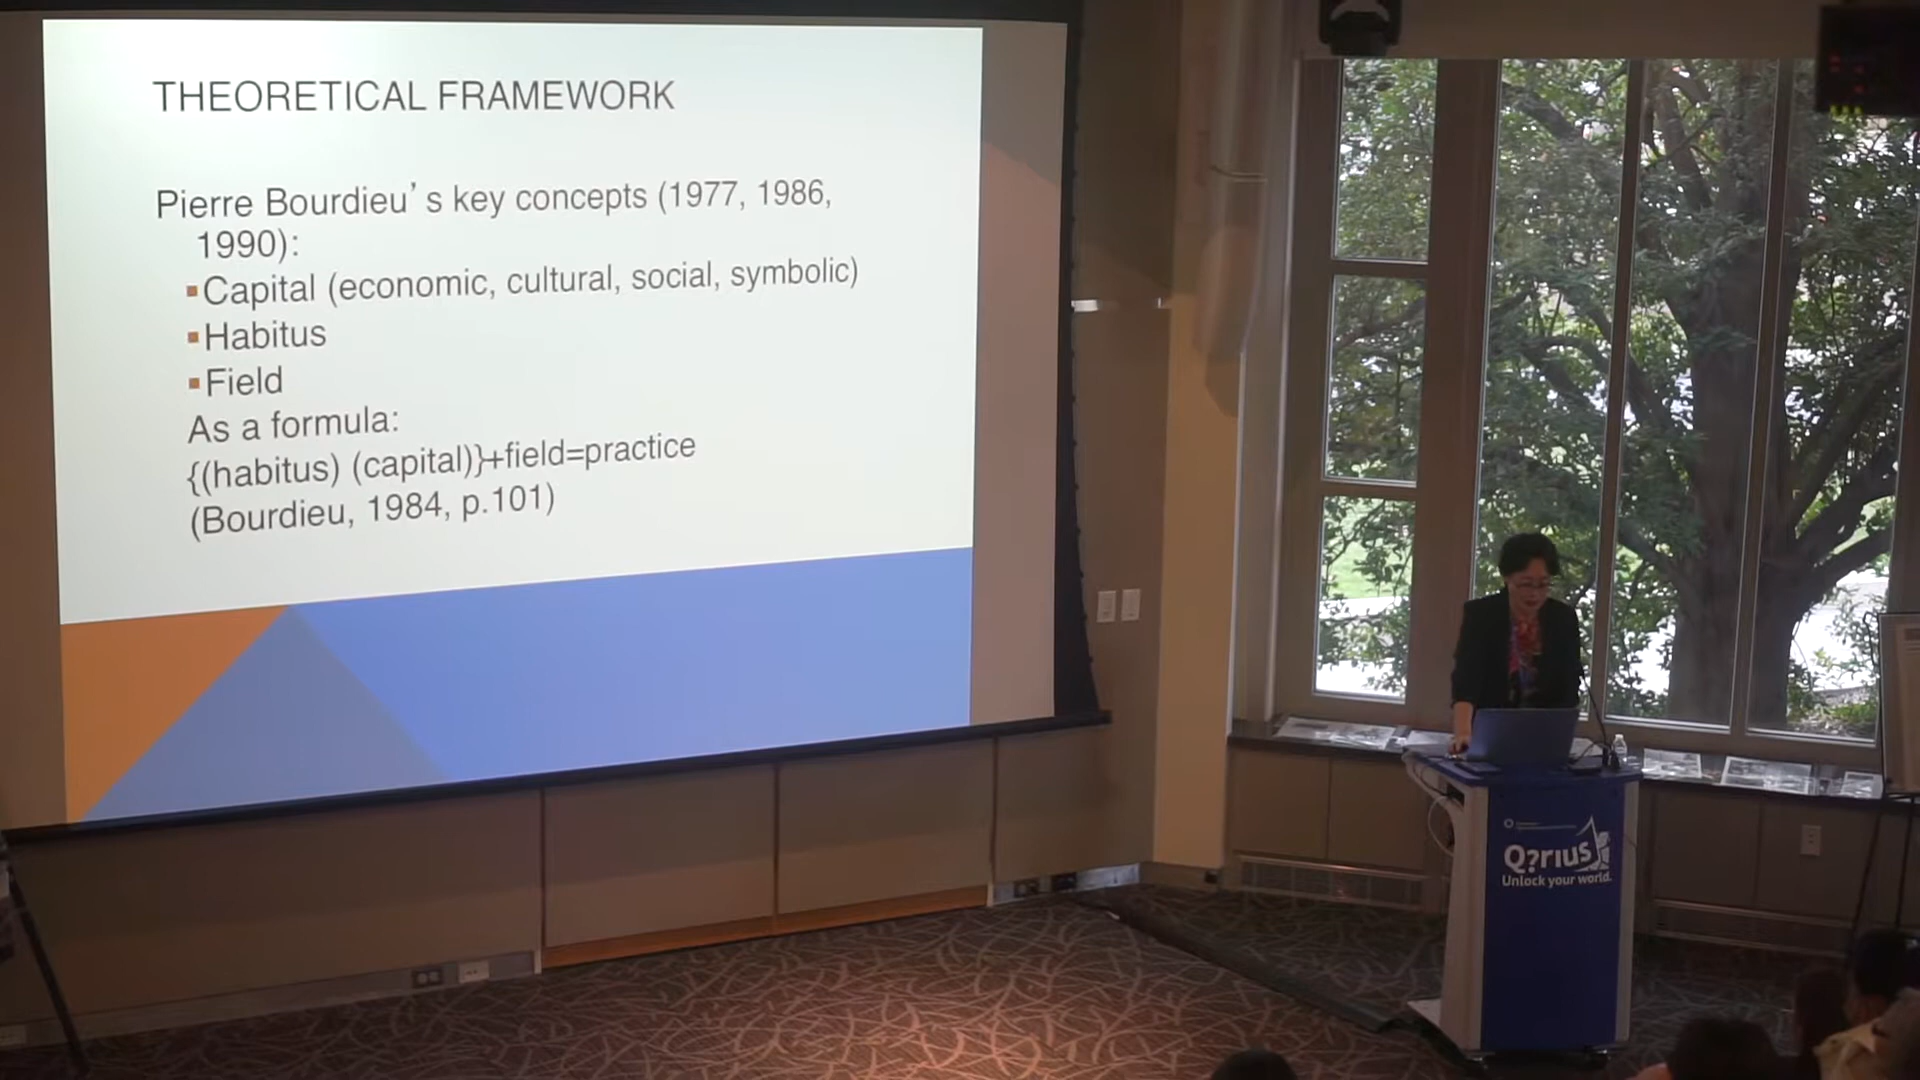 THEORETICAL FRAMEWORK
Pierre Bourdieu's key concepts (1977, 1986,
1990):
▪Capital (economic, cultural, social, symbolic)
▪Habitus
▪Field
As a formula:
{(habitus) (capital)}+field=practice
(Bourdieu, 1984, p.101)
Q?rius
Unlock your world.